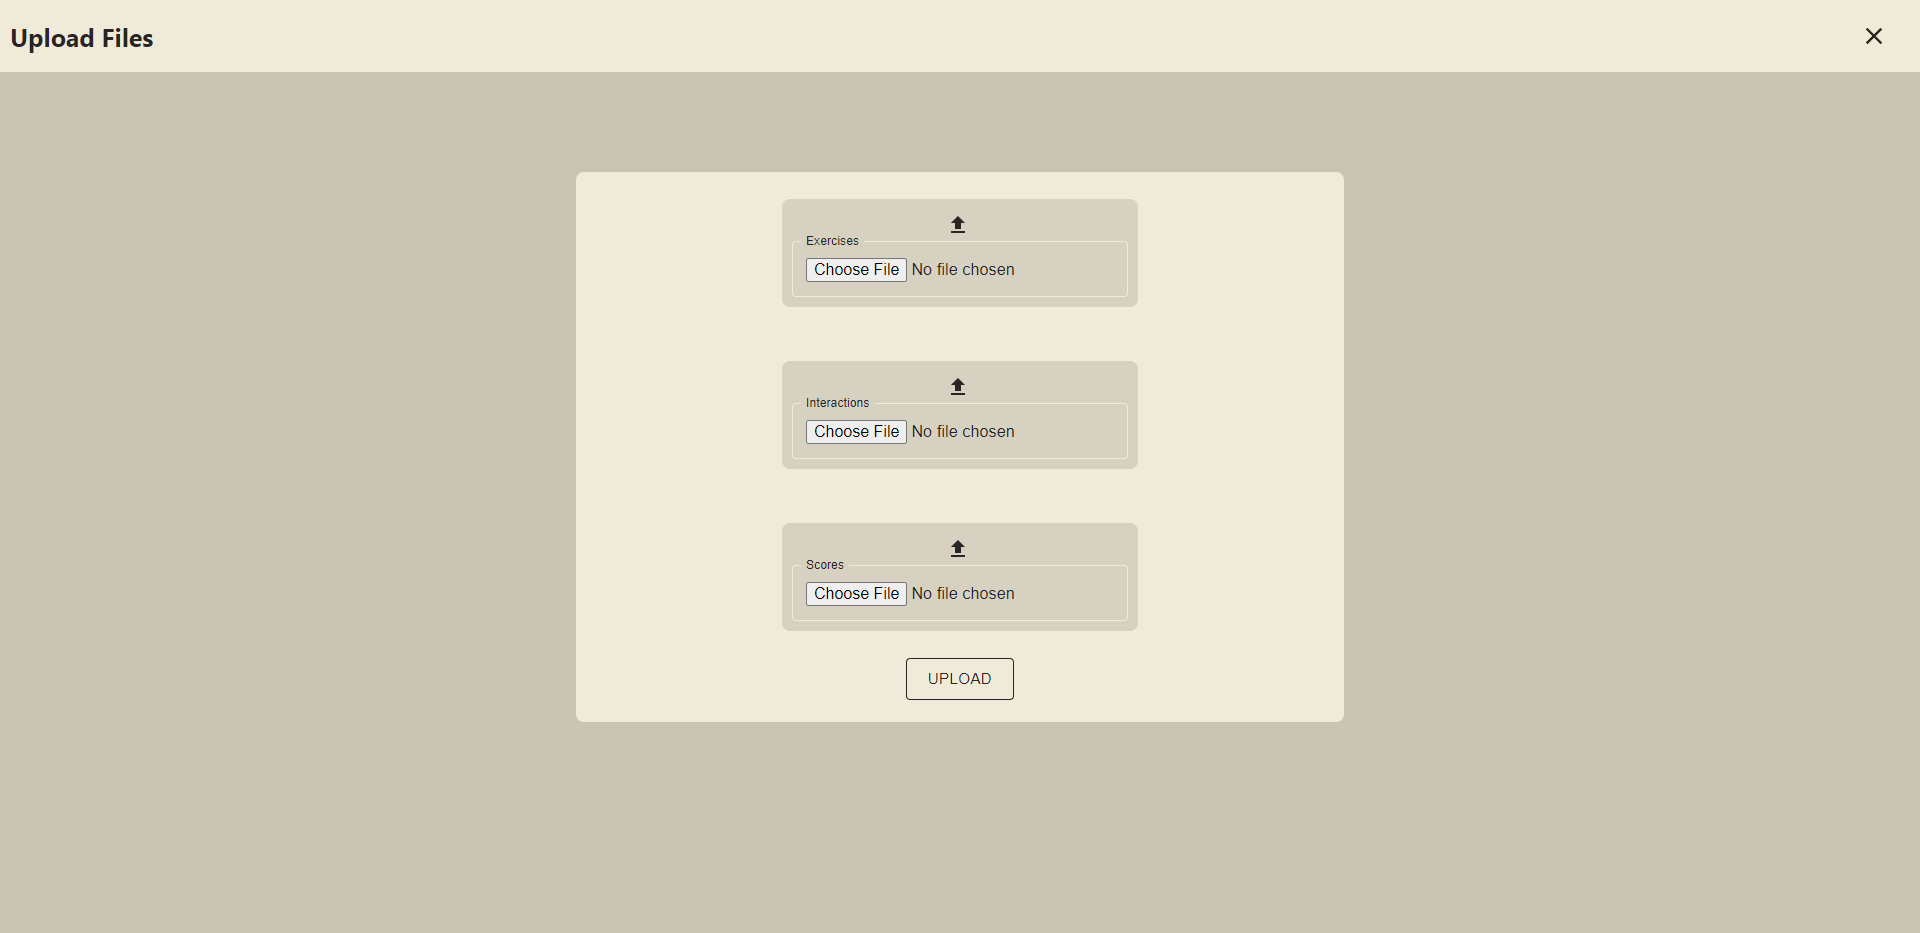 Upload Files
Exercises
Choose File No file chosen
Interactions
Choose File No file chosen
Scores
Choose File No file chosen
UPLOAD